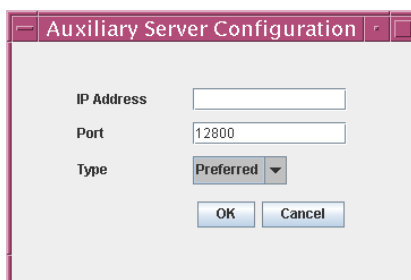 Auxiliary Server Configuration
IP Address
Port 12800
Type Preferred
OK Cancel